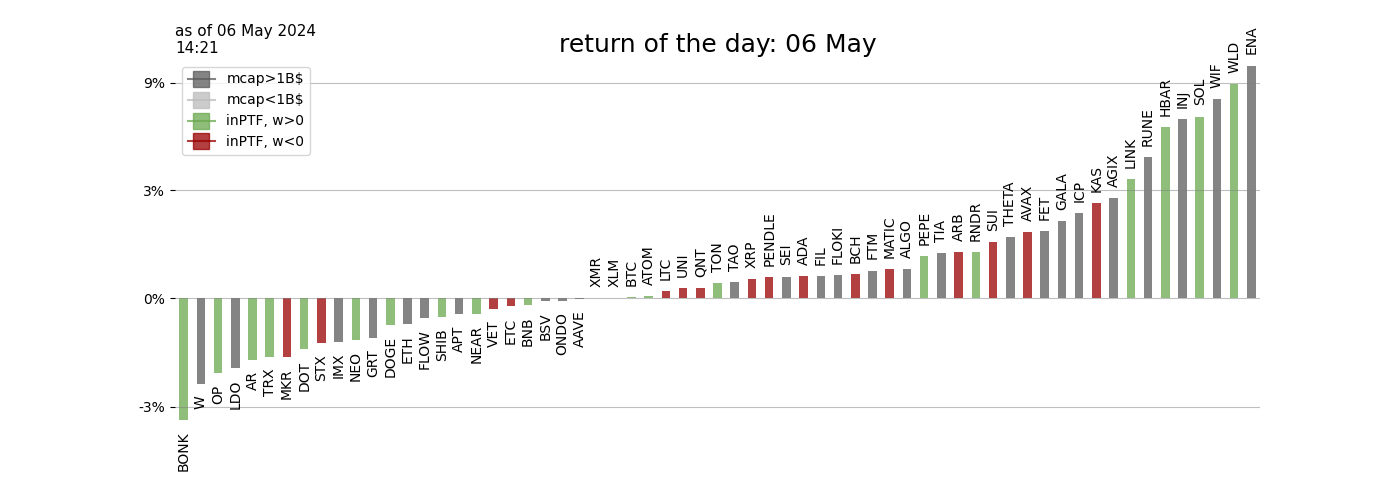 as of 06 May 2024
14:21
return of the day: 06 May
mcap>1B$
mcap<1B$
inPTF, w>0
inPTF, w<0
9%
3%
0%
-3%
BONK
W
OP
LDO
AR
TRX
MKR
DOT
STX
IMX
NEO
GRT
DOGE
ETH
FLOW
SHIB
APT
NEAR
VET
ETC
BNB
BSV
ONDO
AAVE
XMR
XLM
BTC
ATOM
LTC
UNI
QNT
TON
TAO
XRP
PENDLE
SEI
ADA
FIL
FLOKI
BCH
FTM
MATIC
ALGO
PEPE
TIA
ARB
RNDR
SUI
THETA
AVAX
FET
GALA
ICP
KAS
AGIX
LINK
RUNE
HBAR
INJ
SOL
WIF
WLD
ENA